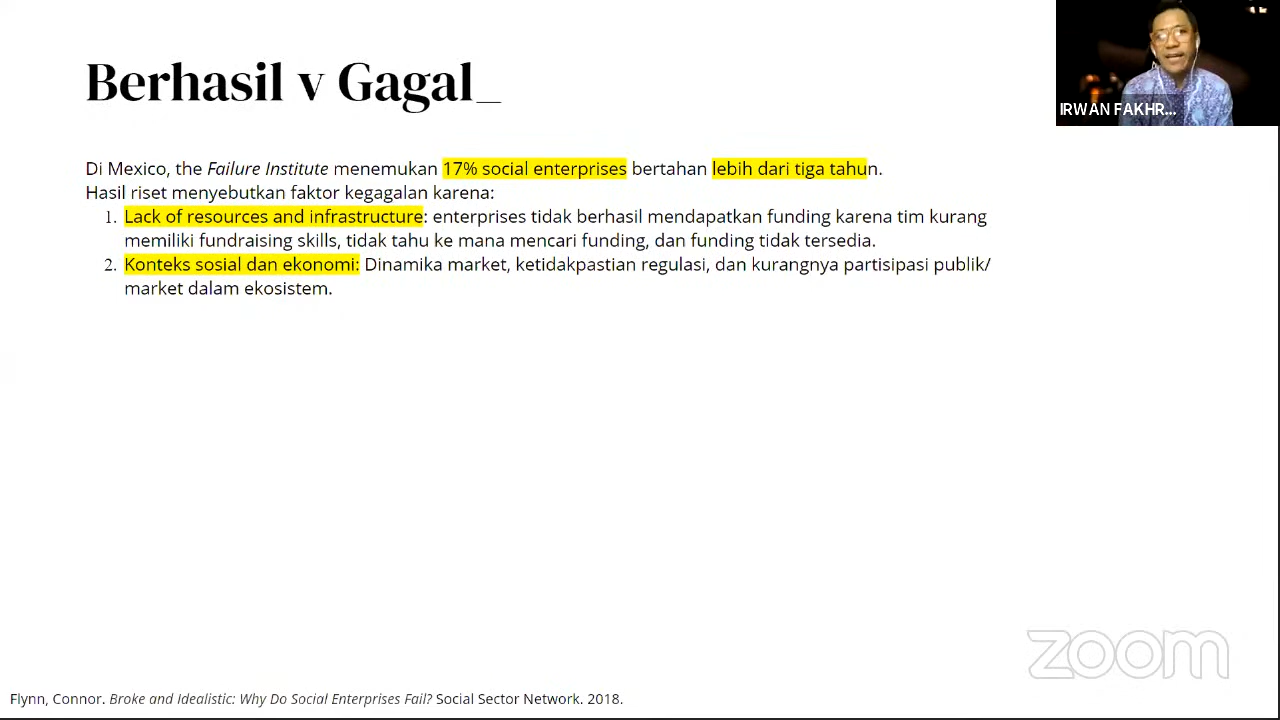 Berhasil v Gagal_
IRWAN FAKHR...
Di Mexico, the Failure Institute menemukan 17% social enterprises bertahan lebih dari tiga tahun.
Hasil riset menyebutkan faktor kegagalan karena:
1. Lack of resources and infrastructure: enterprises tidak berhasil mendapatkan funding karena tim kurang
memiliki fundraising skills, tidak tahu ke mana mencari funding, dan funding tidak tersedia.
2. Konteks sosial dan ekonomi: Dinamika market, ketidakpastian regulasi, dan kurangnya partisipasi publik/
market dalam ekosistem.
zoom
Flynn, Connor. Broke and Idealistic: Why Do Social Enterprises Fail? Social Sector Network. 2018.